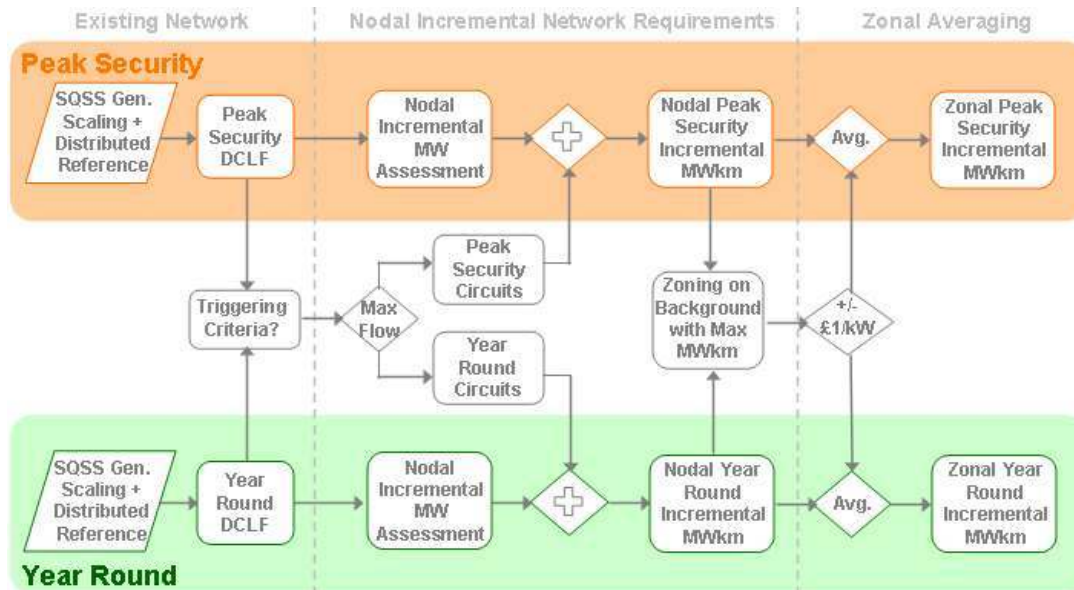 Existing Network
Nodal Incremental Network Requirements
Zonal Averaging
Peak Security
SQSS Gen.
Scaling +
Distributed
Reference
Peak
Security
DCLF
Nodal
Incremental
MW
Assessment
Nodal Peak
Security
Incremental
MWkm
Avg.
Zonal Peak
Security
Incremental
MWkm
Triggering
Criteria?
Max
Flow
Peak
Security
Circuits
Year
Round
Circuits
Zoning on
Background
with Max
MWkm
+/-
£1/kW
SQSS Gen.
Scaling +
Distributed
Reference
Year
Round
DCLF
Nodal
Incremental
MW
Assessment
Nodal Year
Round
Incremental
MWkm
Avg.
Zonal Year
Round
Incremental
MWkm
Year Round